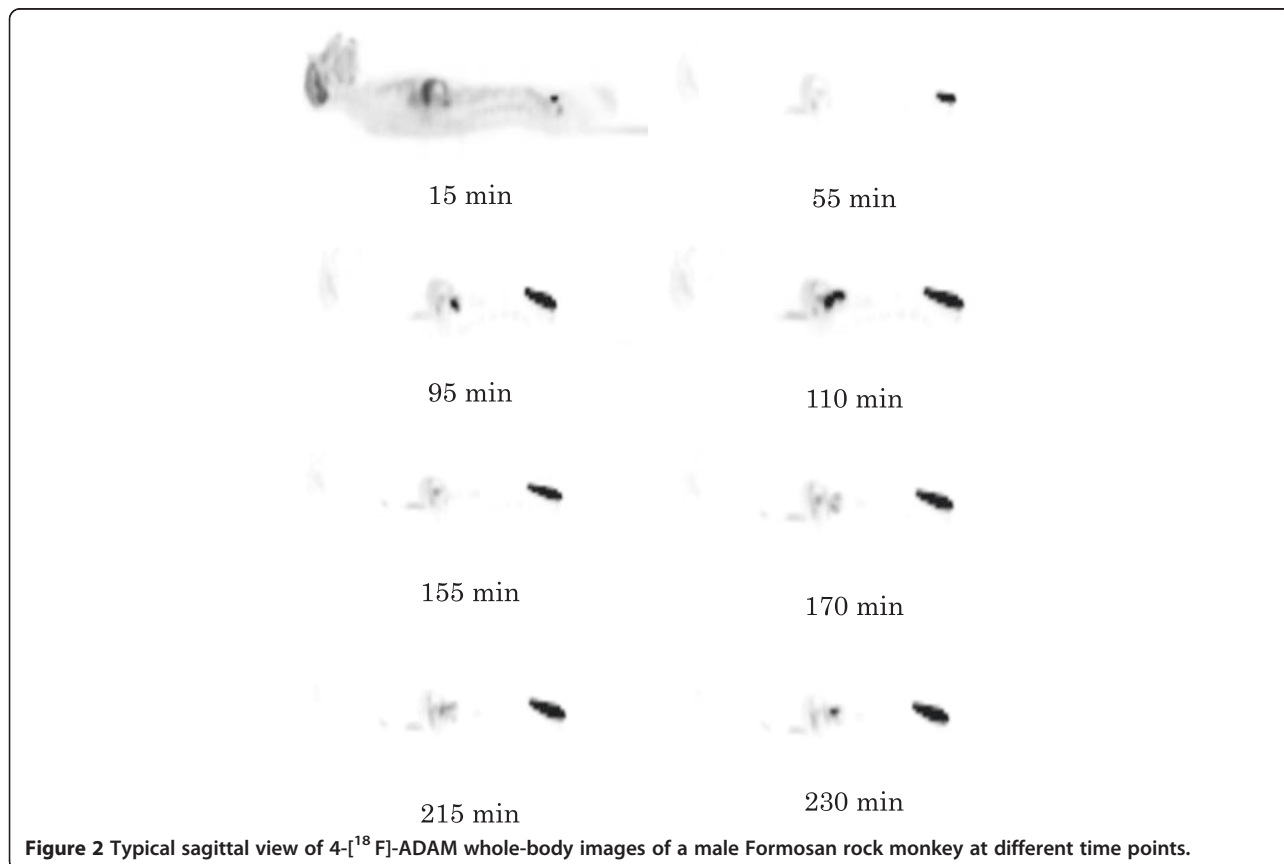 15 min
55 min
95 min
110 min
155 min
170 min
215 min
230 min
Figure 2 Typical sagittal view of 4-[18 F]-ADAM whole-body images of a male Formosan rock monkey at different time points.